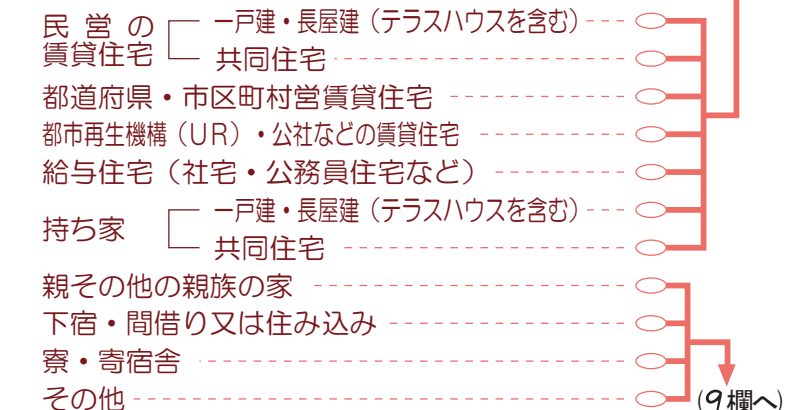 民営の賃貸住宅
一戸建・長屋建（テラスハウスを含む）
共同住宅
都道府県・市区町村営賃貸住宅
都市再生機構（ＵＲ）・公社などの賃貸住宅
給与住宅（社宅・公務員住宅など）
持ち家
一戸建・長屋建（テラスハウスを含む）
共同住宅
親その他の親族の家
下宿・間借り又は住み込み
寮・寄宿舎
その他
(9欄へ)